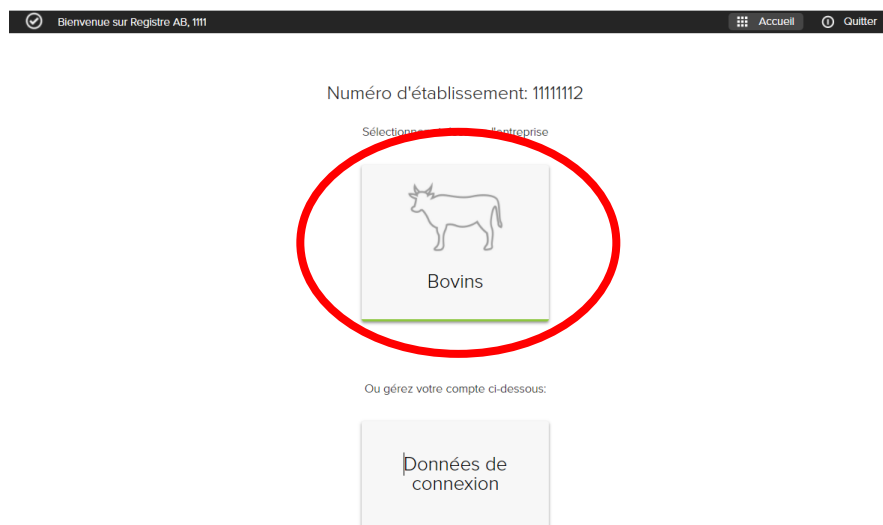 Bienvenue sur Registre AB, 1111
Accueil
Quitter
Numéro d'établissement: 11111112
l'entreprise
Bovins
Ou gérez votre compte ci-dessous:
Données de
connexion